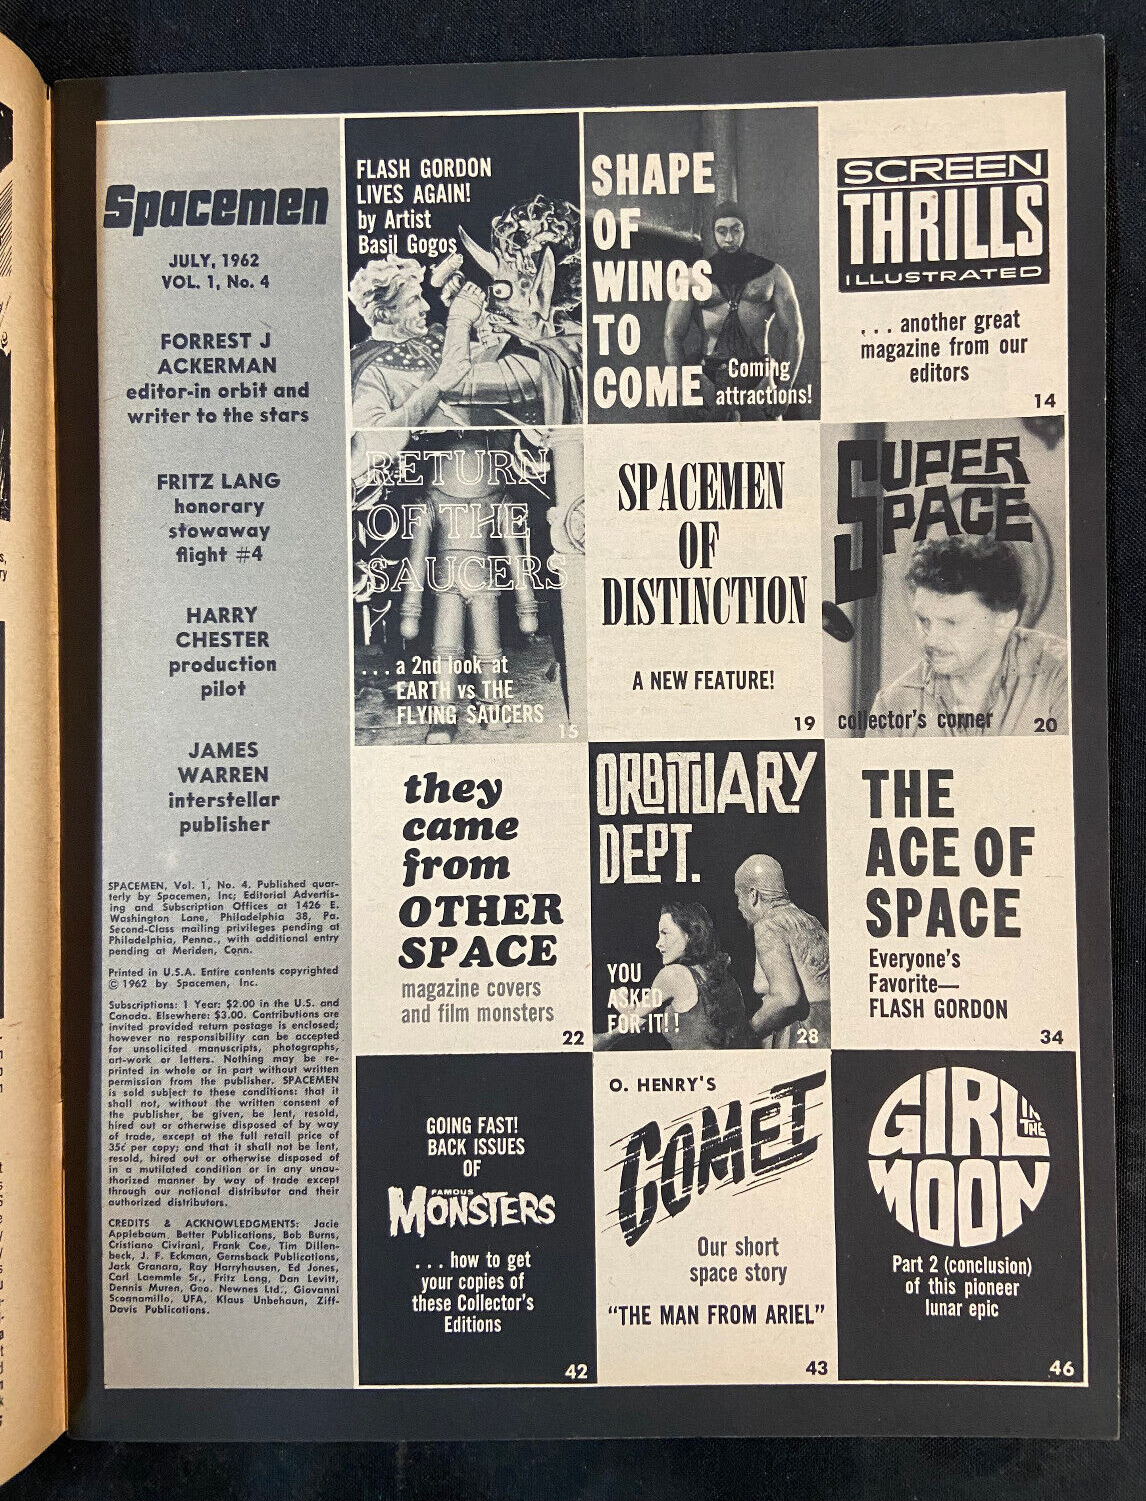 Spacemen
JULY, 1962
VOL. 1, No. 4
FORREST J
ACKERMAN
editor-in orbit and
writer to the stars
FRITZ LANG
honorary
stowaway
flight #4
HARRY
CHESTER
production
pilot
JAMES
WARREN
interstellar
publisher
SPACEMEN, Vol. 1, No. 4. Published quar-
terly by Spacemen, Inc; Editorial Advertis-
ing and Subscription Offices at 1426 E.
Washington Lane, Philadelphia 38, Pa.
Second-Class mailing privileges pending at
Philadelphia, Penna., with additional entry
pending at Meriden, Conn.
Printed in U.S.A. Entire contents copyrighted
© 1962 by Spacemen, Inc.
Subscriptions: 1 Year: $2.00 in the U.S. and
Canada. Elsewhere: $3.00. Contributions are
invited provided return postage is enclosed;
however no responsibility can be accepted
for unsolicited manuscripts, photographs,
art-work or letters. Nothing may be re-
printed in whole or in part without written
permission from the publisher. SPACEMEN
is sold subject to these conditions: that it
shall not, without the written consent of
the publisher, be given, be lent, resold,
hired out or otherwise disposed of by way
of trade, except at the full retail price of
35¢ per copy; and that it shall not be lent,
resold, hired out or otherwise disposed of
in a mutilated condition or in any unau-
thorized manner by way of trade except
through our national distributor and their
authorized distributors.
CREDITS & ACKNOWLEDGMENTS: Jacie
Applebaum, Better Publications, Bob Burns,
Cristiano Civirani, Frank Coe, Tim Dillen-
beck, J. F. Eckman, Gernsback Publications,
Jack Granara, Ray Harryhausen, Ed Jones,
Carl Laemmle Sr., Fritz Lang, Dan Levitt,
Dennis Muren, Geo. Newnes Ltd., Giovanni
Scognamillo, UFA, Klaus Unbehaun, Ziff-
Davis Publications.
FLASH GORDON
LIVES AGAIN!
by Artist
Basil Gogos
SHAPE
OF
WINGS
TO
COME
Coming
attractions!
SCREEN
THRILLS
ILLUSTRATED
... another great
magazine from our
editors
14
RETURN
OF THE
SAUCERS
... a 2nd look at
EARTH vs THE
FLYING SAUCERS
15
SPACEMEN
OF
DISTINCTION
A NEW FEATURE!
19
SUPER
SPACE
collector's corner
20
they
came
from
OTHER
SPACE
magazine covers
and film monsters
22
ORBITUARY
DEPT.
YOU
ASKED
FOR IT!!
28
THE
ACE OF
SPACE
Everyone's
Favorite—
FLASH GORDON
34
GOING FAST!
BACK ISSUES
OF
FAMOUS
MONSTERS
... how to get
your copies of
these Collector's
Editions
42
O. HENRY'S
COMET
Our short
space story
"THE MAN FROM ARIEL"
43
GIRL
IN
THE
MOON
Part 2 (conclusion)
of this pioneer
lunar epic
46